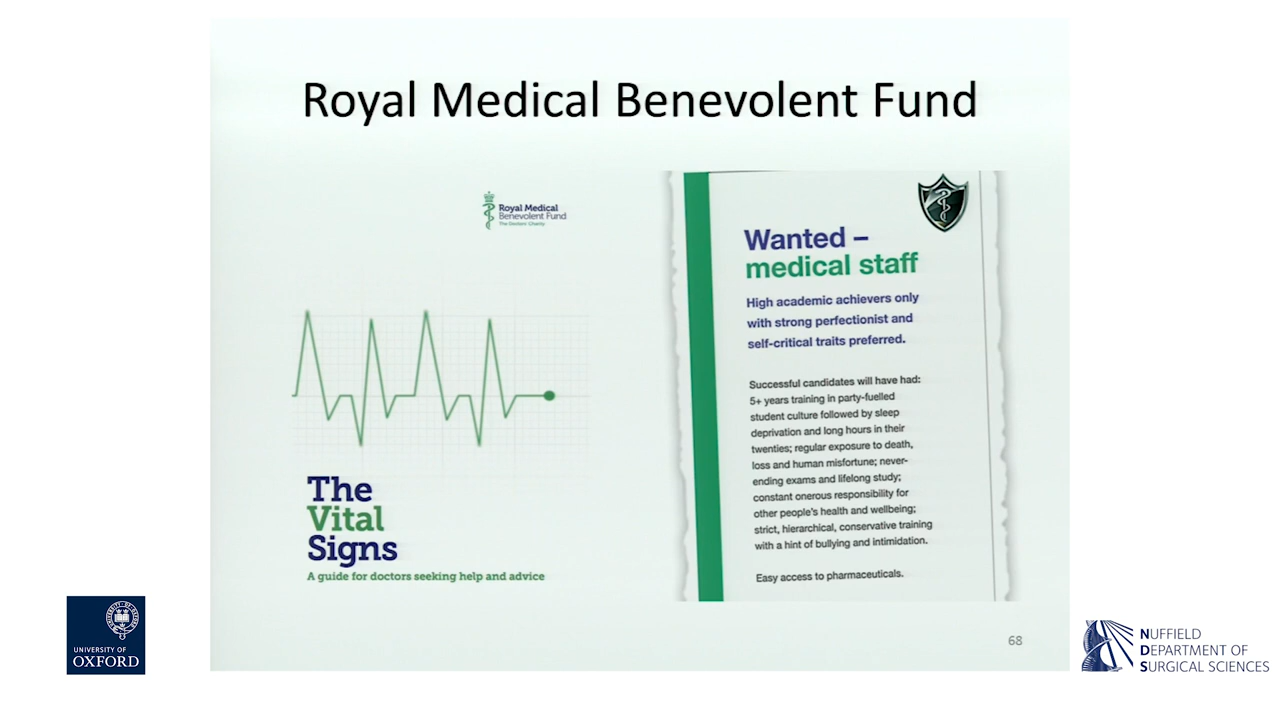 Royal Medical Benevolent Fund
Royal Medical
Benevolent Fund
The Doctors' Charity
The
Vital
Signs
A guide for doctors seeking help and advice
Wanted –
medical staff
High academic achievers only
with strong perfectionist and
self-critical traits preferred.
Successful candidates will have had:
5+ years training in party-fuelled
student culture followed by sleep
deprivation and long hours in their
twenties; regular exposure to death,
loss and human misfortune; never-
ending exams and lifelong study;
constant onerous responsibility for
other people's health and wellbeing;
strict, hierarchical, conservative training
with a hint of bullying and intimidation.
Easy access to pharmaceuticals.
68
UNIVERSITY OF
OXFORD
NUFFIELD
DEPARTMENT OF
SURGICAL SCIENCES